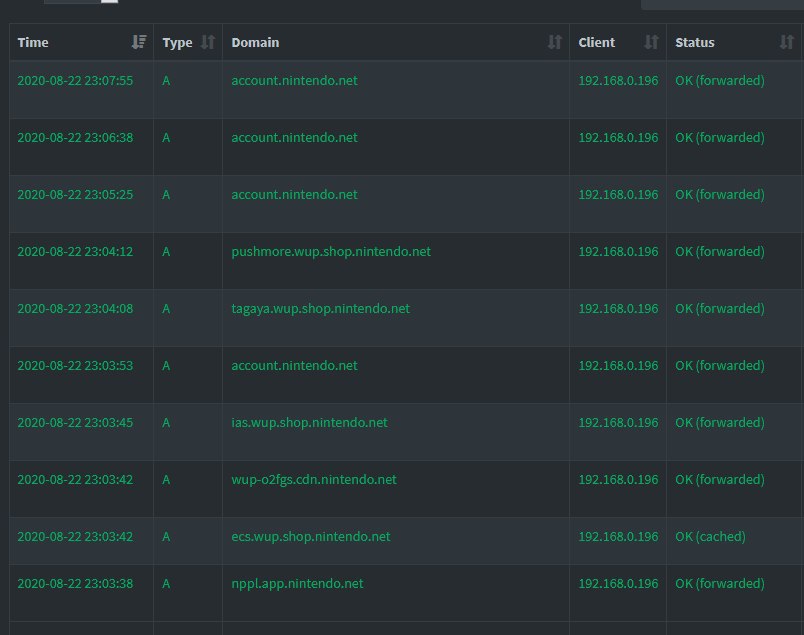 Time Type Domain Client Status
2020-08-22 23:07:55 A account.nintendo.net 192.168.0.196 OK (forwarded)
2020-08-22 23:06:38 A account.nintendo.net 192.168.0.196 OK (forwarded)
2020-08-22 23:05:25 A account.nintendo.net 192.168.0.196 OK (forwarded)
2020-08-22 23:04:12 A pushmore.wup.shop.nintendo.net 192.168.0.196 OK (forwarded)
2020-08-22 23:04:08 A tagaya.wup.shop.nintendo.net 192.168.0.196 OK (forwarded)
2020-08-22 23:03:53 A account.nintendo.net 192.168.0.196 OK (forwarded)
2020-08-22 23:03:45 A ias.wup.shop.nintendo.net 192.168.0.196 OK (forwarded)
2020-08-22 23:03:42 A wup-o2fgs.cdn.nintendo.net 192.168.0.196 OK (forwarded)
2020-08-22 23:03:42 A ecs.wup.shop.nintendo.net 192.168.0.196 OK (cached)
2020-08-22 23:03:38 A nppl.app.nintendo.net 192.168.0.196 OK (forwarded)